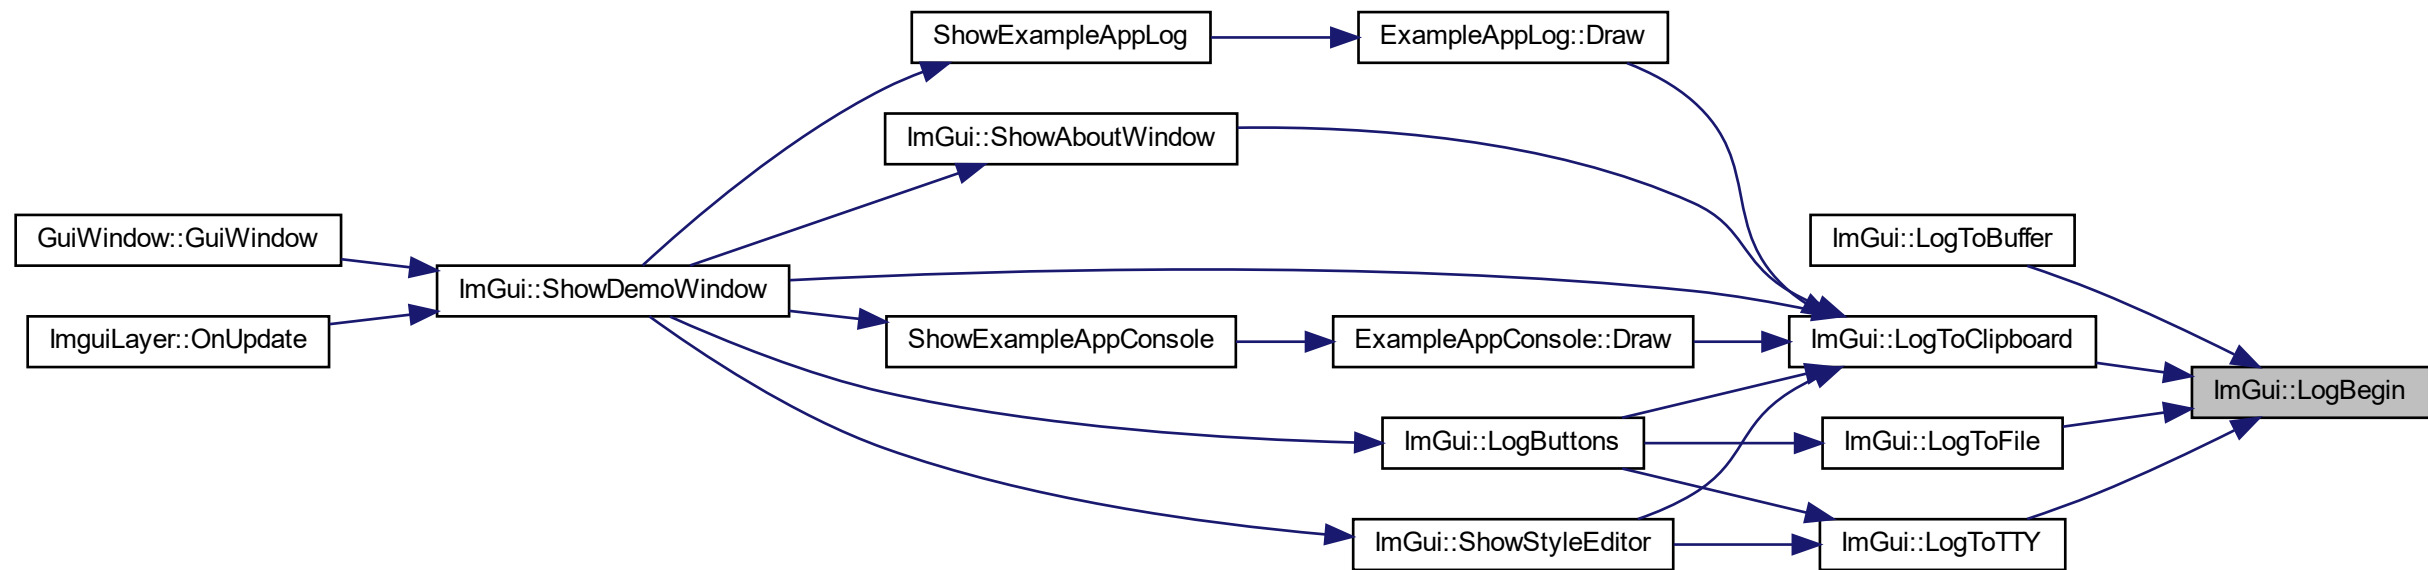 ShowExampleAppLog
ExampleAppLog::Draw
ImGui::ShowAboutWindow
GuiWindow::GuiWindow
ImGui::LogToBuffer
ImGui::ShowDemoWindow
ImguiLayer::OnUpdate
ShowExampleAppConsole
ExampleAppConsole::Draw
ImGui::LogToClipboard
ImGui::LogBegin
ImGui::LogButtons
ImGui::LogToFile
ImGui::ShowStyleEditor
ImGui::LogToTTY